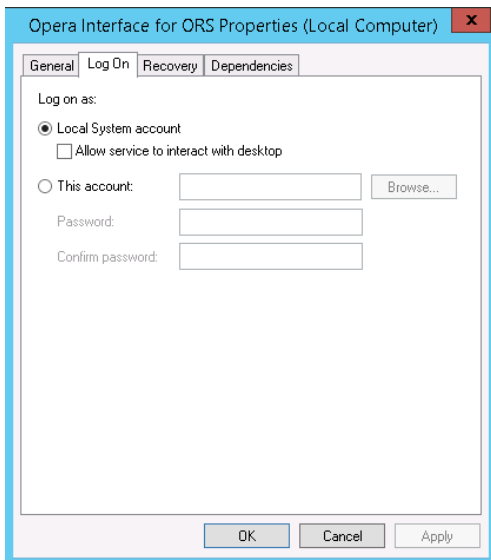 Opera Interface for ORS Properties (Local Computer)
x
General Log On Recovery Dependencies
Log on as:
Local System account
Allow service to interact with desktop
This account:
Browse...
Password:
Confirm password:
OK Cancel Apply